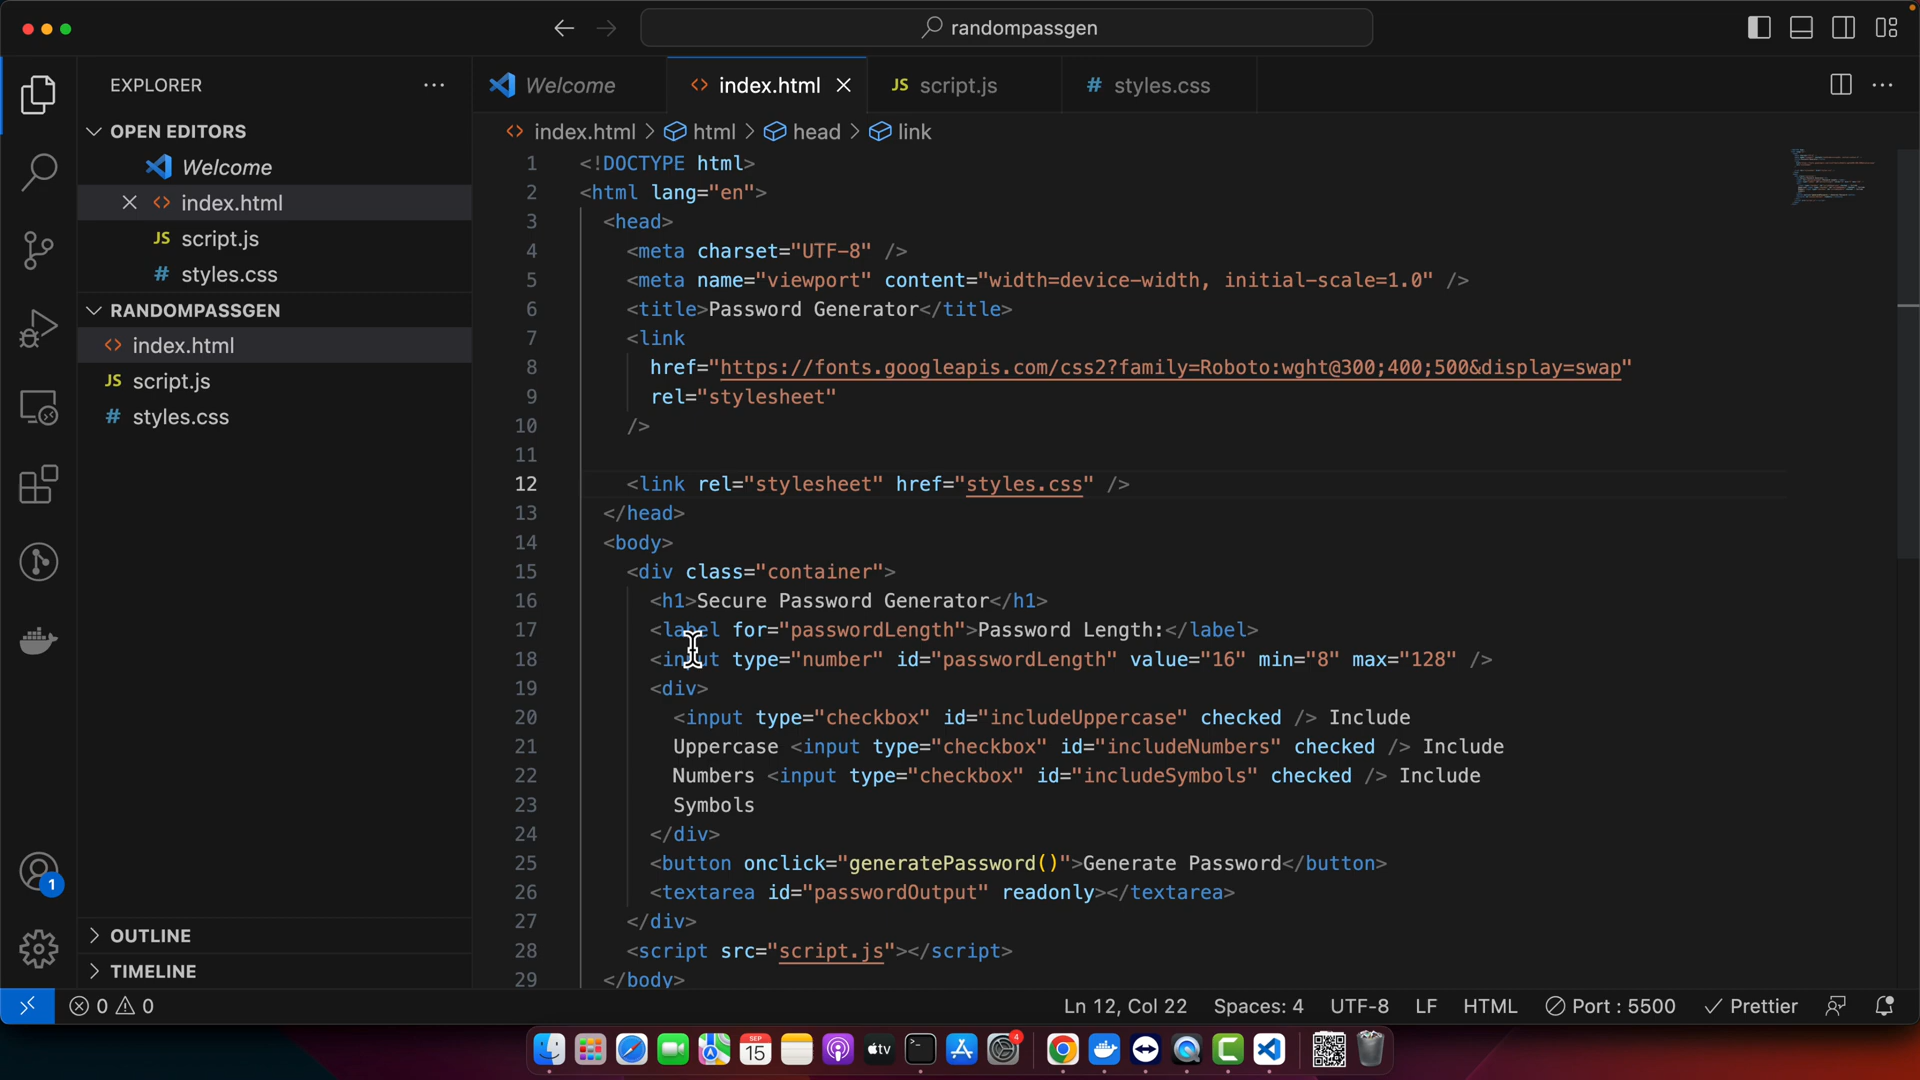 randompassgen
EXPLORER
Welcome
index.html
JS script.js
# styles.css
OPEN EDITORS
Welcome
index.html
JS script.js
# styles.css
RANDOMPASSGEN
index.html
JS script.js
# styles.css
OUTLINE
TIMELINE
<> index.html > html > head > link
1 <!DOCTYPE html>
2 <html lang="en">
3 <head>
4 <meta charset="UTF-8" />
5 <meta name="viewport" content="width=device-width, initial-scale=1.0" />
6 <title>Password Generator</title>
7 <link
8 href="https://fonts.googleapis.com/css2?family=Roboto:wght@300;400;500&display=swap"
9 rel="stylesheet"
10 />
11
12 <link rel="stylesheet" href="styles.css" />
13 </head>
14 <body>
15 <div class="container">
16 <h1>Secure Password Generator</h1>
17 <label for="passwordLength">Password Length:</label>
18 <input type="number" id="passwordLength" value="16" min="8" max="128" />
19 <div>
20 <input type="checkbox" id="includeUppercase" checked /> Include
21 Uppercase <input type="checkbox" id="includeNumbers" checked /> Include
22 Numbers <input type="checkbox" id="includeSymbols" checked /> Include
23 Symbols
24 </div>
25 <button onclick="generatePassword()">Generate Password</button>
26 <textarea id="passwordOutput" readonly></textarea>
27 </div>
28 <script src="script.js"></script>
29 </body>
1
0 0
Ln 12, Col 22
Spaces: 4
UTF-8
LF
HTML
Port : 5500
Prettier
SEP
15
tv
4